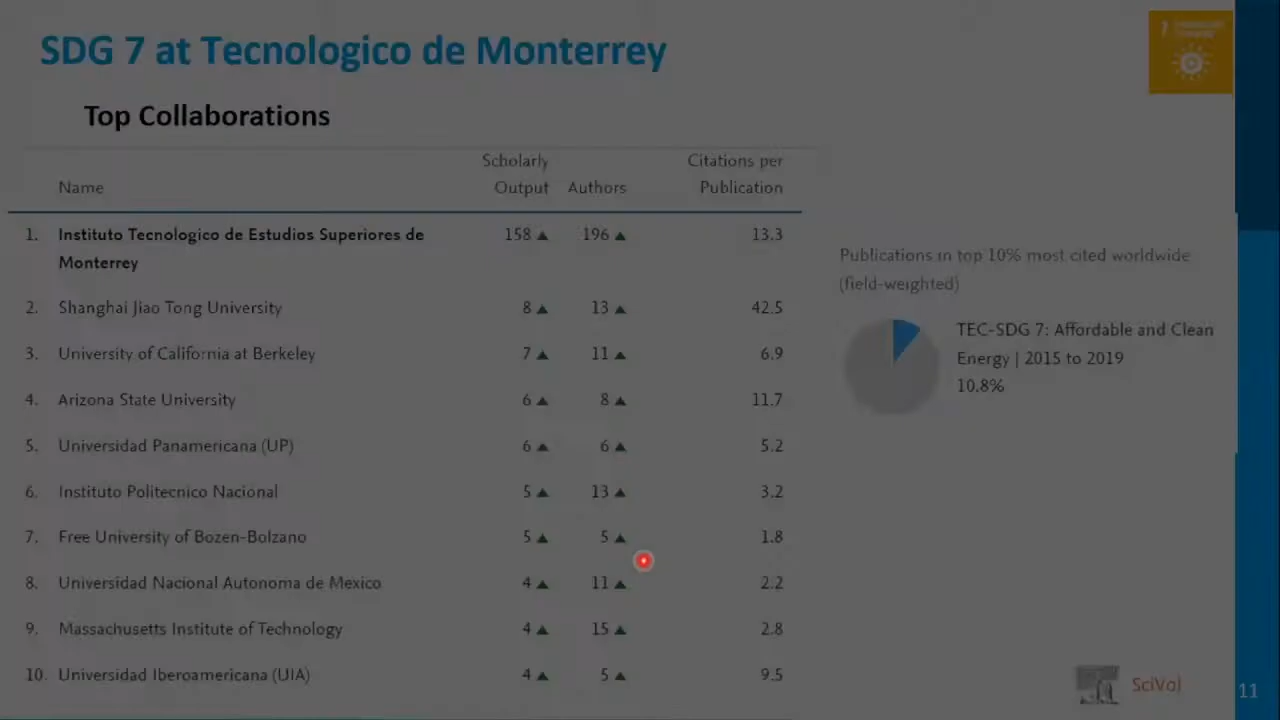 SDG 7 at Tecnologico de Monterrey
Top Collaborations
Scholarly Citations per
Name Output Authors Publication
1. Instituto Tecnologico de Estudios Superiores de 158 ▲ 196 ▲ 13.3
Monterrey
2. Shanghai Jiao Tong University 8 ▲ 13 ▲ 42.5
3. University of California at Berkeley 7 ▲ 11 ▲ 6.9
4. Arizona State University 6 ▲ 8 ▲ 11.7
5. Universidad Panamericana (UP) 6 ▲ 6 ▲ 5.2
6. Instituto Politecnico Nacional 5 ▲ 13 ▲ 3.2
7. Free University of Bozen-Bolzano 5 ▲ 5 ▲ 1.8
8. Universidad Nacional Autonoma de Mexico 4 ▲ 11 ▲ 2.2
9. Massachusetts Institute of Technology 4 ▲ 15 ▲ 2.8
10. Universidad Iberoamericana (UIA) 4 ▲ 5 ▲ 9.5
Publications in top 10% most cited worldwide
(field-weighted)
TEC-SDG 7: Affordable and Clean
Energy | 2015 to 2019
10.8%
SciVal
11